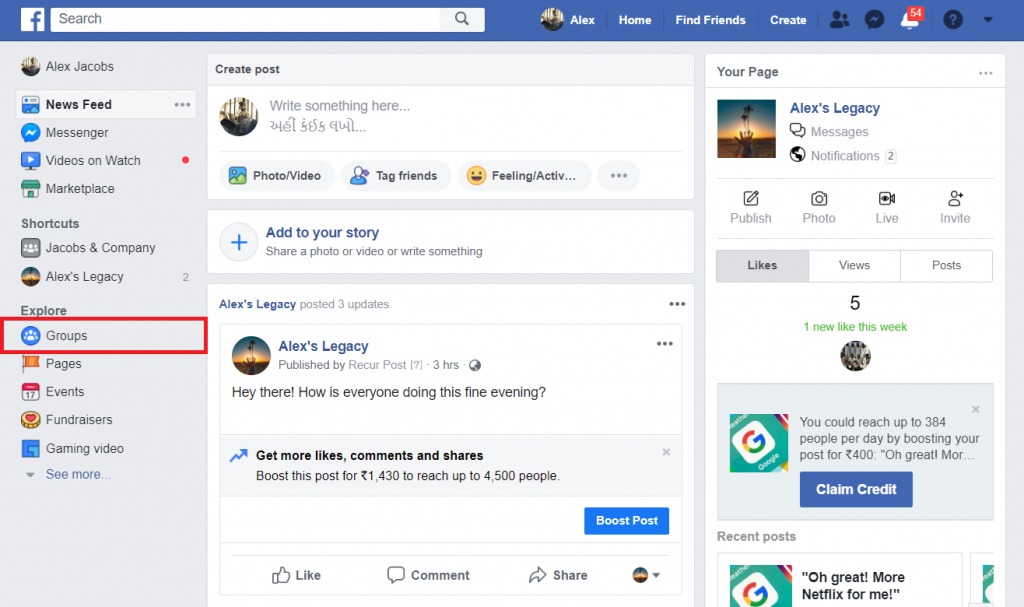 Search
Alex
Home
Find Friends
Create
54
Alex Jacobs
News Feed
Messenger
Videos on Watch
Marketplace
Shortcuts
Jacobs & Company
Alex's Legacy 2
Explore
Groups
Pages
17
Events
Fundraisers
Gaming video
See more...
Create post
Write something here...
અહીં કંઈક લખો...
Photo/Video
Tag friends
Feeling/Activ...
Add to your story
Share a photo or video or write something
Alex's Legacy posted 3 updates.
Alex's Legacy
Published by Recur Post [?] · 3 hrs ·
Hey there! How is everyone doing this fine evening?
Get more likes, comments and shares
Boost this post for ₹1,430 to reach up to 4,500 people.
Boost Post
Like
Comment
Share
Your Page
Alex's Legacy
Messages
Notifications 2
Publish
Photo
Live
Invite
Likes
Views
Posts
5
1 new like this week
Google
You could reach up to 384
people per day by boosting your
post for ₹400: "Oh great! Mor...
Claim Credit
Recent posts
"Oh great! More
Netflix for me!"